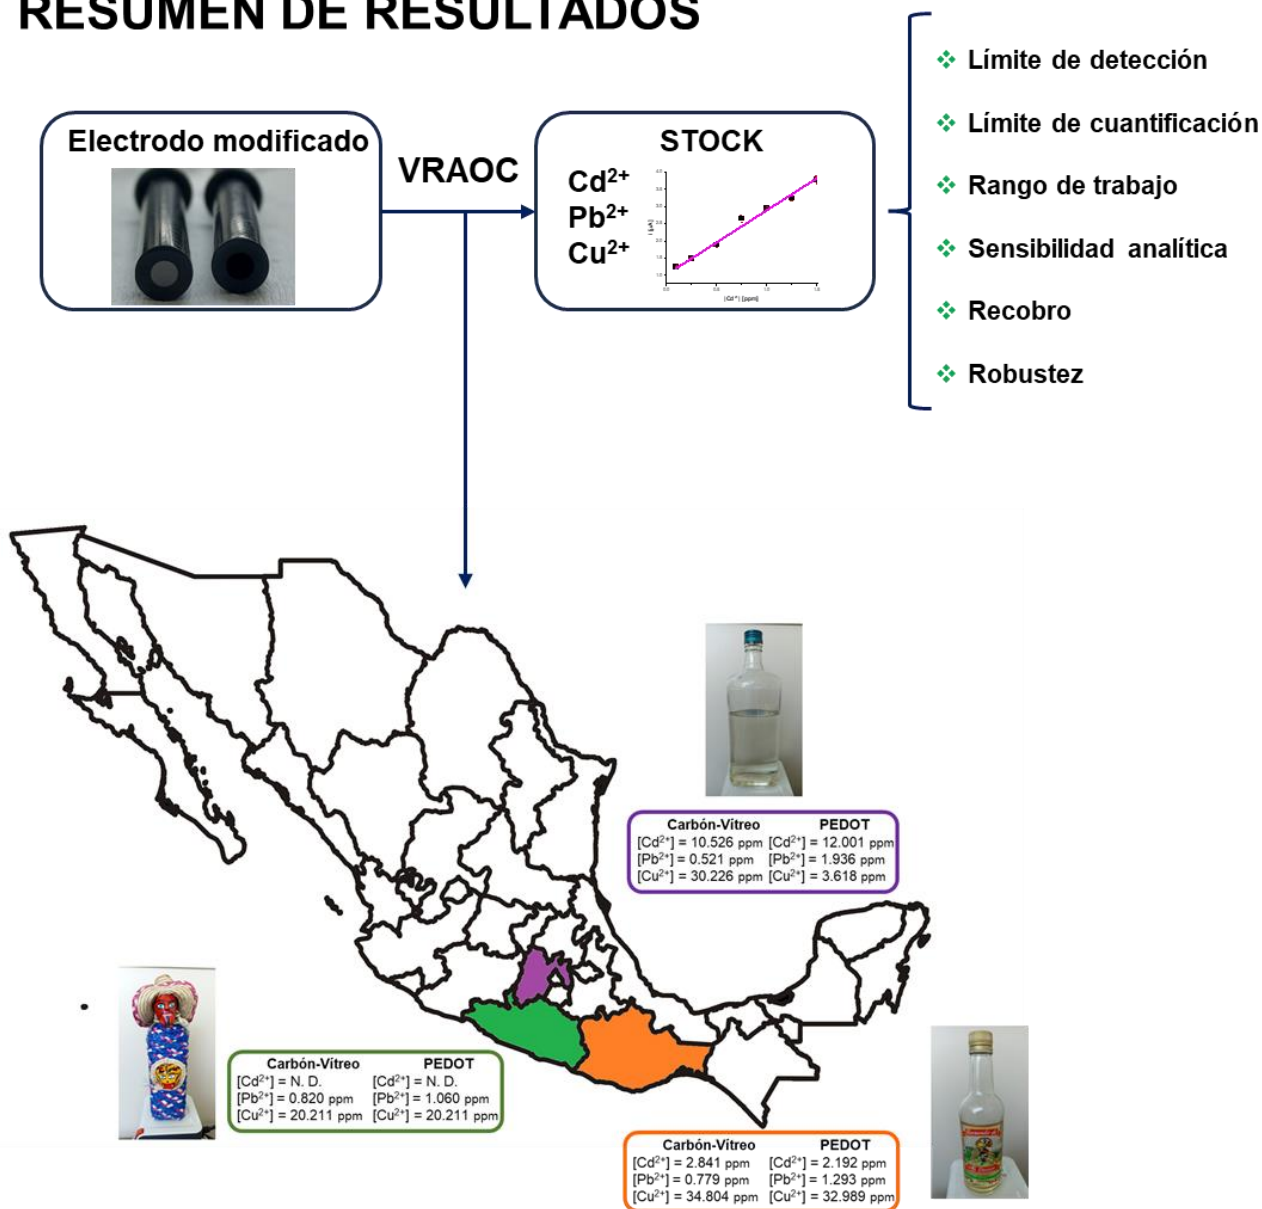 RESUMEN DE RESULTADOS
Electrodo modificado
VRAOC
STOCK
Cd²⁺
Pb²⁺
Cu²⁺
Límite de detección
Límite de cuantificación
Rango de trabajo
Sensibilidad analítica
Recobro
Robustez
Carbón-Vítreo PEDOT
[Cd²⁺] = 10.526 ppm [Cd²⁺] = 12.001 ppm
[Pb²⁺] = 0.521 ppm [Pb²⁺] = 1.936 ppm
[Cu²⁺] = 30.226 ppm [Cu²⁺] = 3.618 ppm
Carbón-Vítreo PEDOT
[Cd²⁺] = N. D. [Cd²⁺] = N. D.
[Pb²⁺] = 0.820 ppm [Pb²⁺] = 1.060 ppm
[Cu²⁺] = 20.211 ppm [Cu²⁺] = 20.211 ppm
Carbón-Vítreo PEDOT
[Cd²⁺] = 2.841 ppm [Cd²⁺] = 2.192 ppm
[Pb²⁺] = 0.779 ppm [Pb²⁺] = 1.293 ppm
[Cu²⁺] = 34.804 ppm [Cu²⁺] = 32.989 ppm